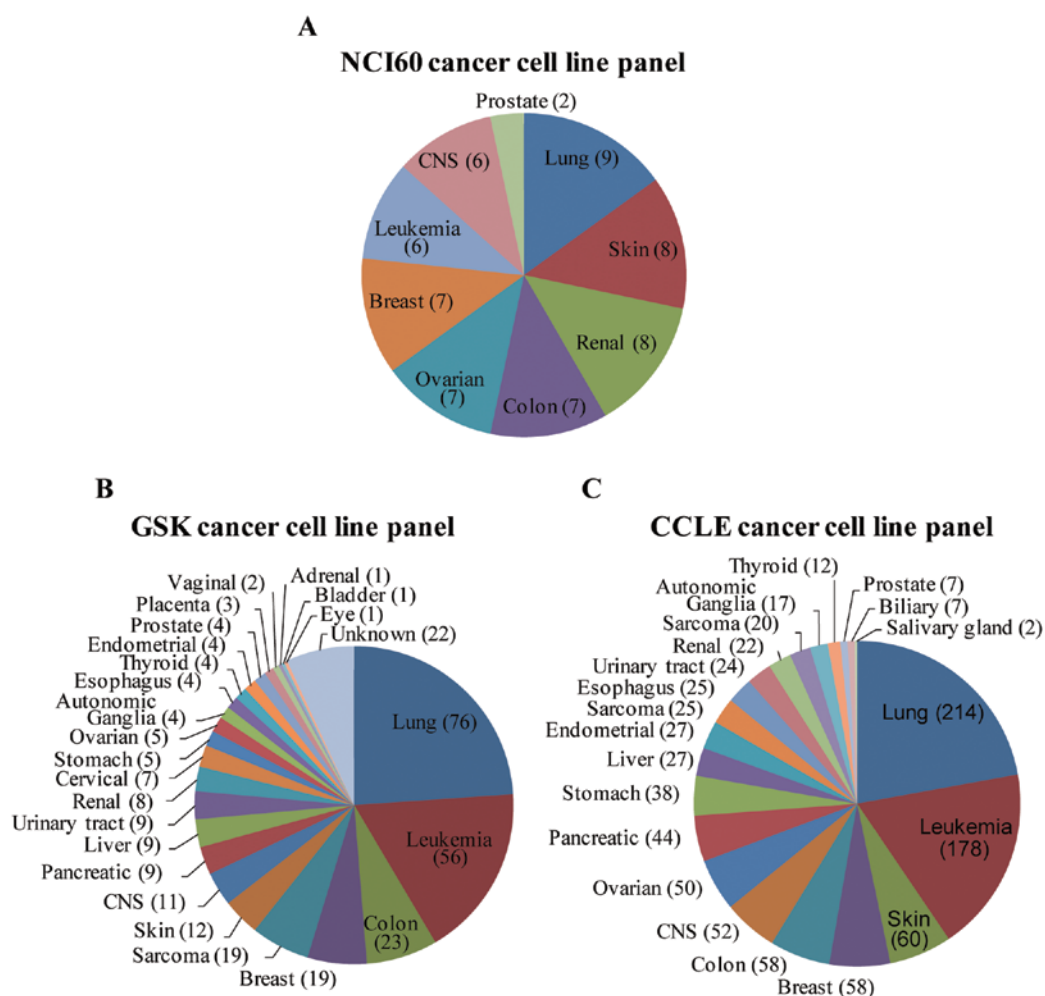 A
NCI60 cancer cell line panel
Prostate (2)
Lung (9)
CNS (6)
Skin (8)
Leukemia
(6)
Breast (7)
Renal (8)
Ovarian
(7)
Colon (7)
B
GSK cancer cell line panel
Adrenal (1)
Vaginal (2)
Bladder (1)
Placenta (3)
Eye (1)
Prostate (4)
Unknown (22)
Endometrial (4)
Thyroid (4)
Esophagus (4)
Autonomic
Ganglia (4)
Ovarian (5)
Stomach (5)
Cervical (7)
Renal (8)
Urinary tract (9)
Liver (9)
Pancreatic (9)
CNS (11)
Skin (12)
Sarcoma (19)
Breast (19)
Colon
(23)
Leukemia
(56)
Lung (76)
C
CCLE cancer cell line panel
Thyroid (12)
Prostate (7)
Autonomic
Ganglia (17)
Biliary (7)
Sarcoma (20)
Salivary gland (2)
Renal (22)
Urinary tract (24)
Esophagus (25)
Sarcoma (25)
Endometrial (27)
Liver (27)
Stomach (38)
Pancreatic (44)
Ovarian (50)
CNS (52)
Colon (58)
Breast (58)
Skin
(60)
Leukemia
(178)
Lung (214)